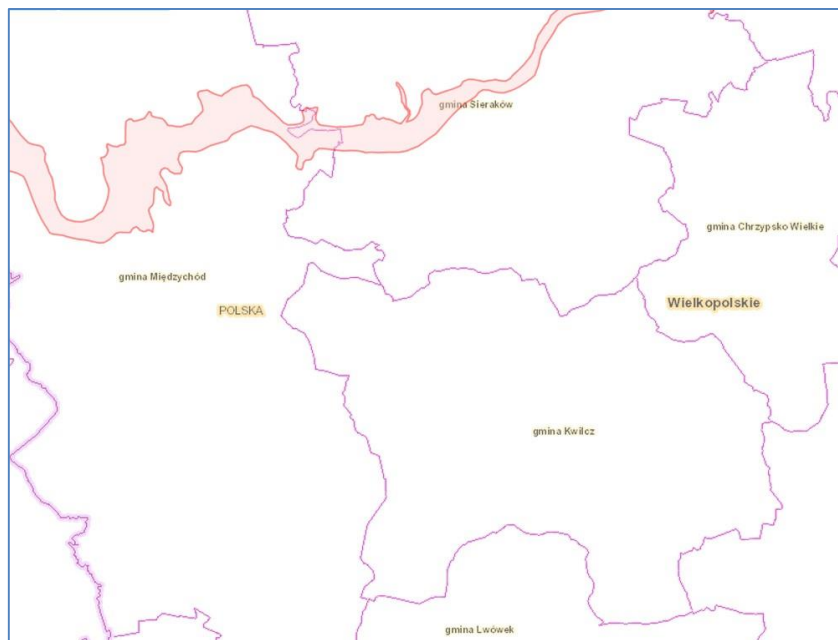 gmina Sieraków
gmina Chrzypsko Wielkie
gmina Międzychód
Wielkopolskie
POLSKA
gmina Kwilcz
gmina Lwówek